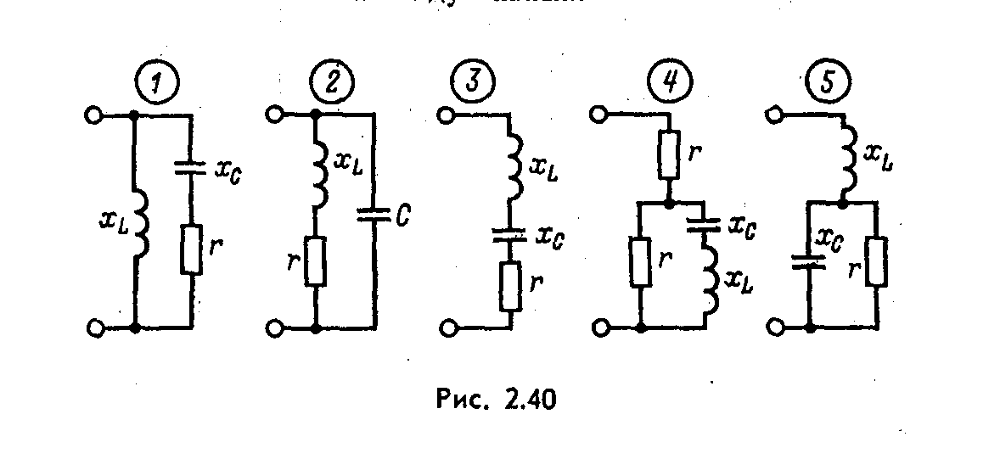 1 2 3 4 5
x_L x_C r
x_L r C
x_L x_C r
r r x_C x_L
x_L x_C r
Рис. 2.40